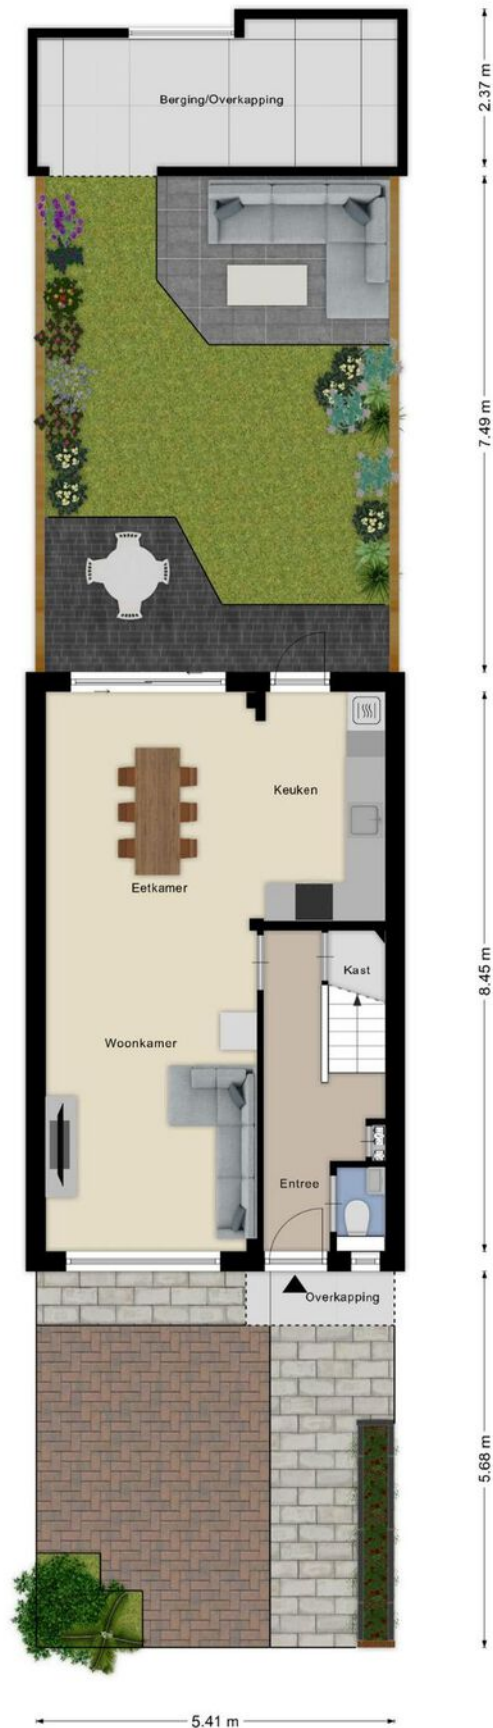 2.37 m
Berging/Overkapping
7.49 m
Keuken
Eetkamer
8.45 m
Kast
Woonkamer
Entree
Overkapping
5.68 m
5.41 m